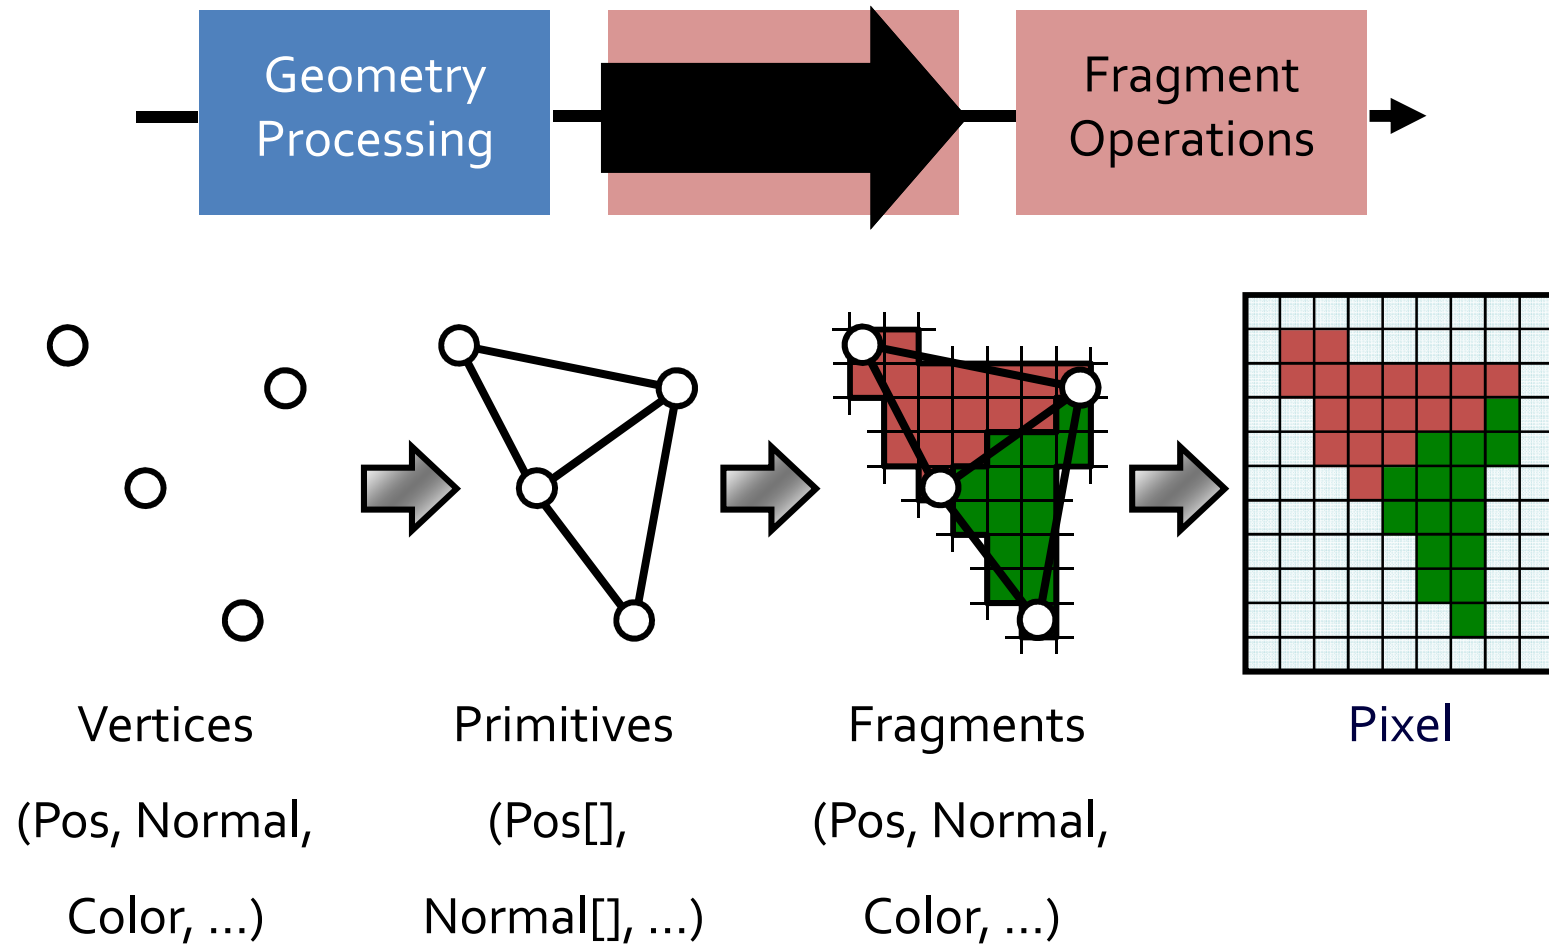 Geometry
Processing
Fragment
Operations
Vertices
(Pos, Normal,
Color, ...)
Primitives
(Pos[],
Normal[], ...)
Fragments
(Pos, Normal,
Color, ...)
Pixel